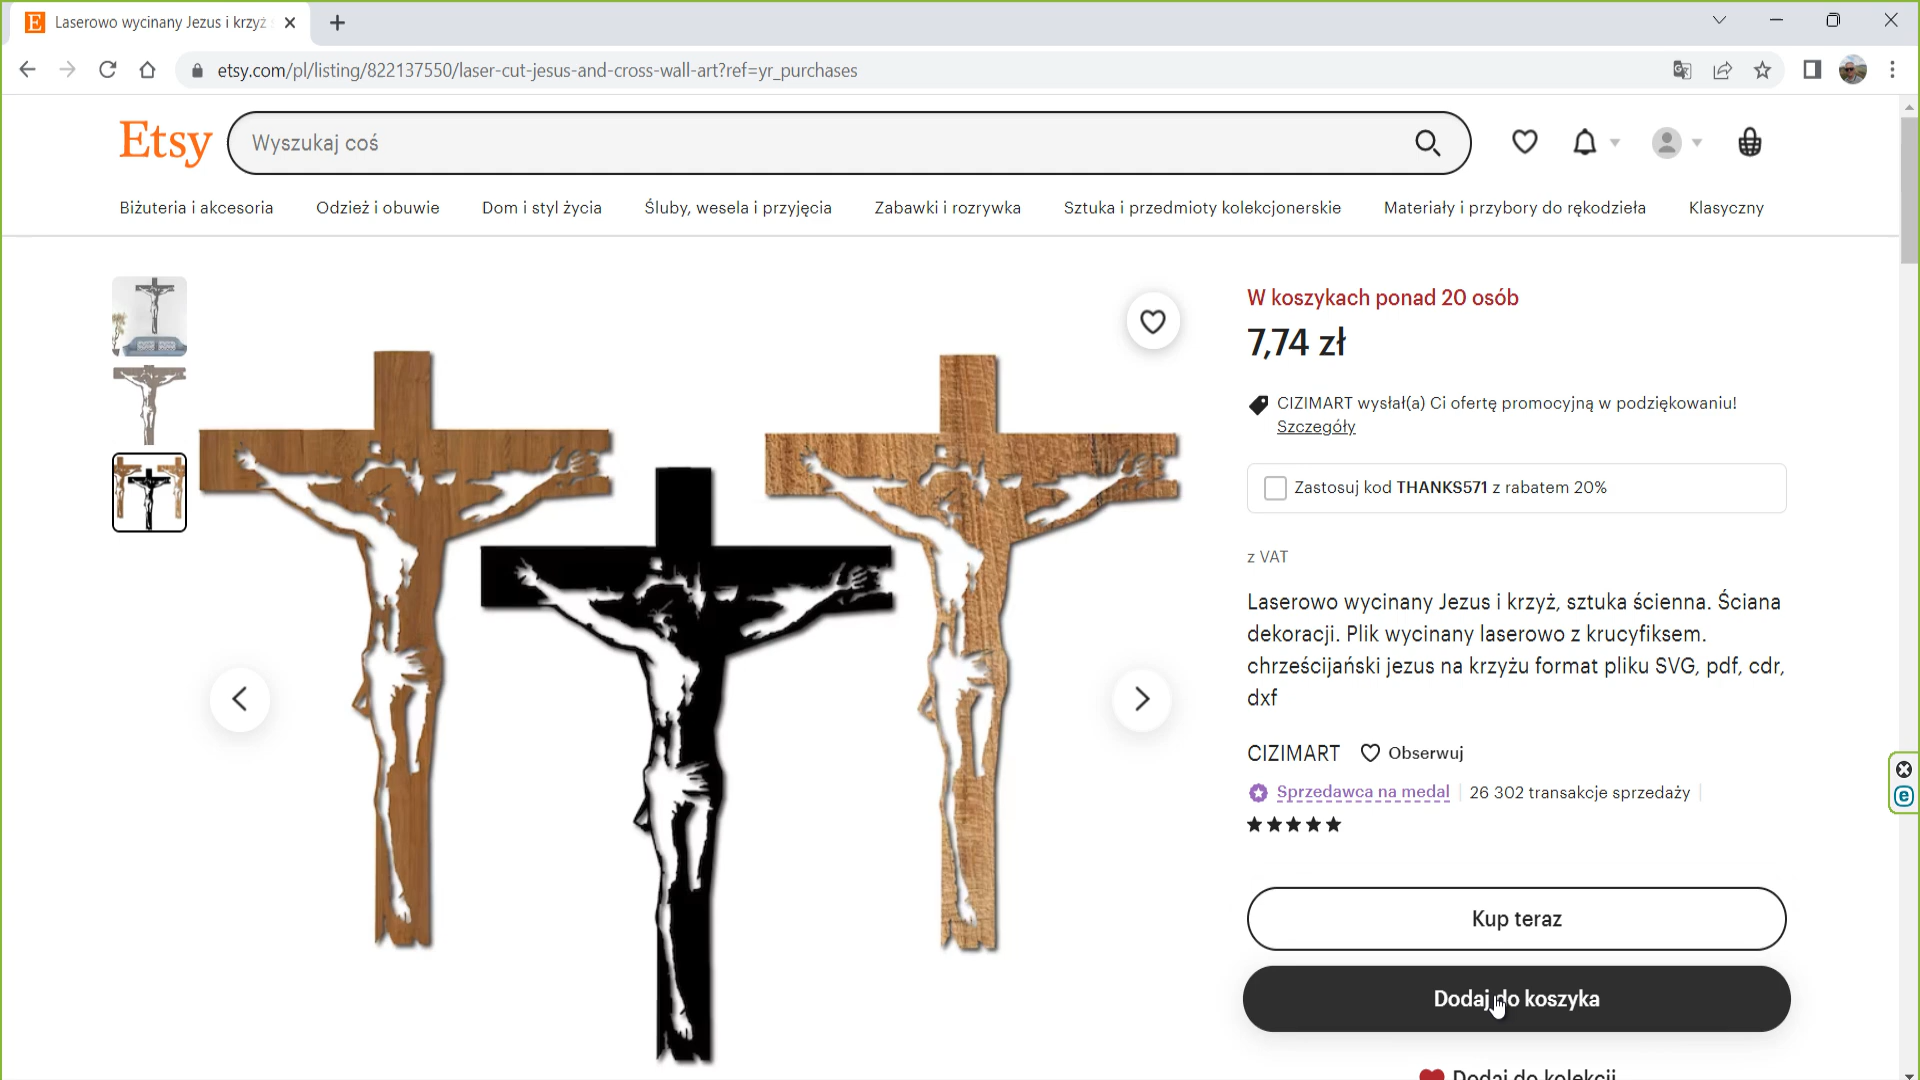 Laserowo wycinany Jezus i krzyż
etsy.com/pl/listing/822137550/laser-cut-jesus-and-cross-wall-art?ref=yr_purchases
Etsy
Wyszukaj coś
Biżuteria i akcesoria
Odzież i obuwie
Dom i styl życia
Śluby, wesela i przyjęcia
Zabawki i rozrywka
Sztuka i przedmioty kolekcjonerskie
Materiały i przybory do rękodzieła
Klasyczny
W koszykach ponad 20 osób
7,74 zł
CIZIMART wysłał(a) Ci ofertę promocyjną w podziękowaniu!
Szczegóły
Zastosuj kod THANKS571 z rabatem 20%
z VAT
Laserowo wycinany Jezus i krzyż, sztuka ścienna. Ściana
dekoracji. Plik wycinany laserowo z krucyfiksem.
chrześcijański jezus na krzyżu format pliku SVG, pdf, cdr,
dxf
CIZIMART
Obserwuj
Sprzedawca na medal
26 302 transakcje sprzedaży
Kup teraz
Dodaj do koszyka
Dodaj do kolekcji